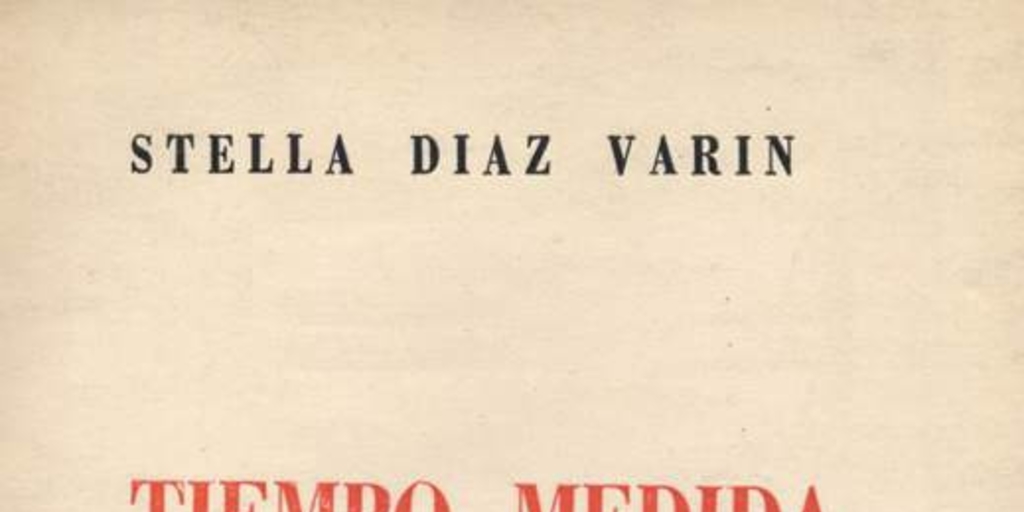 STELLA DIAZ VARIN
TIEMPO MEDIDA